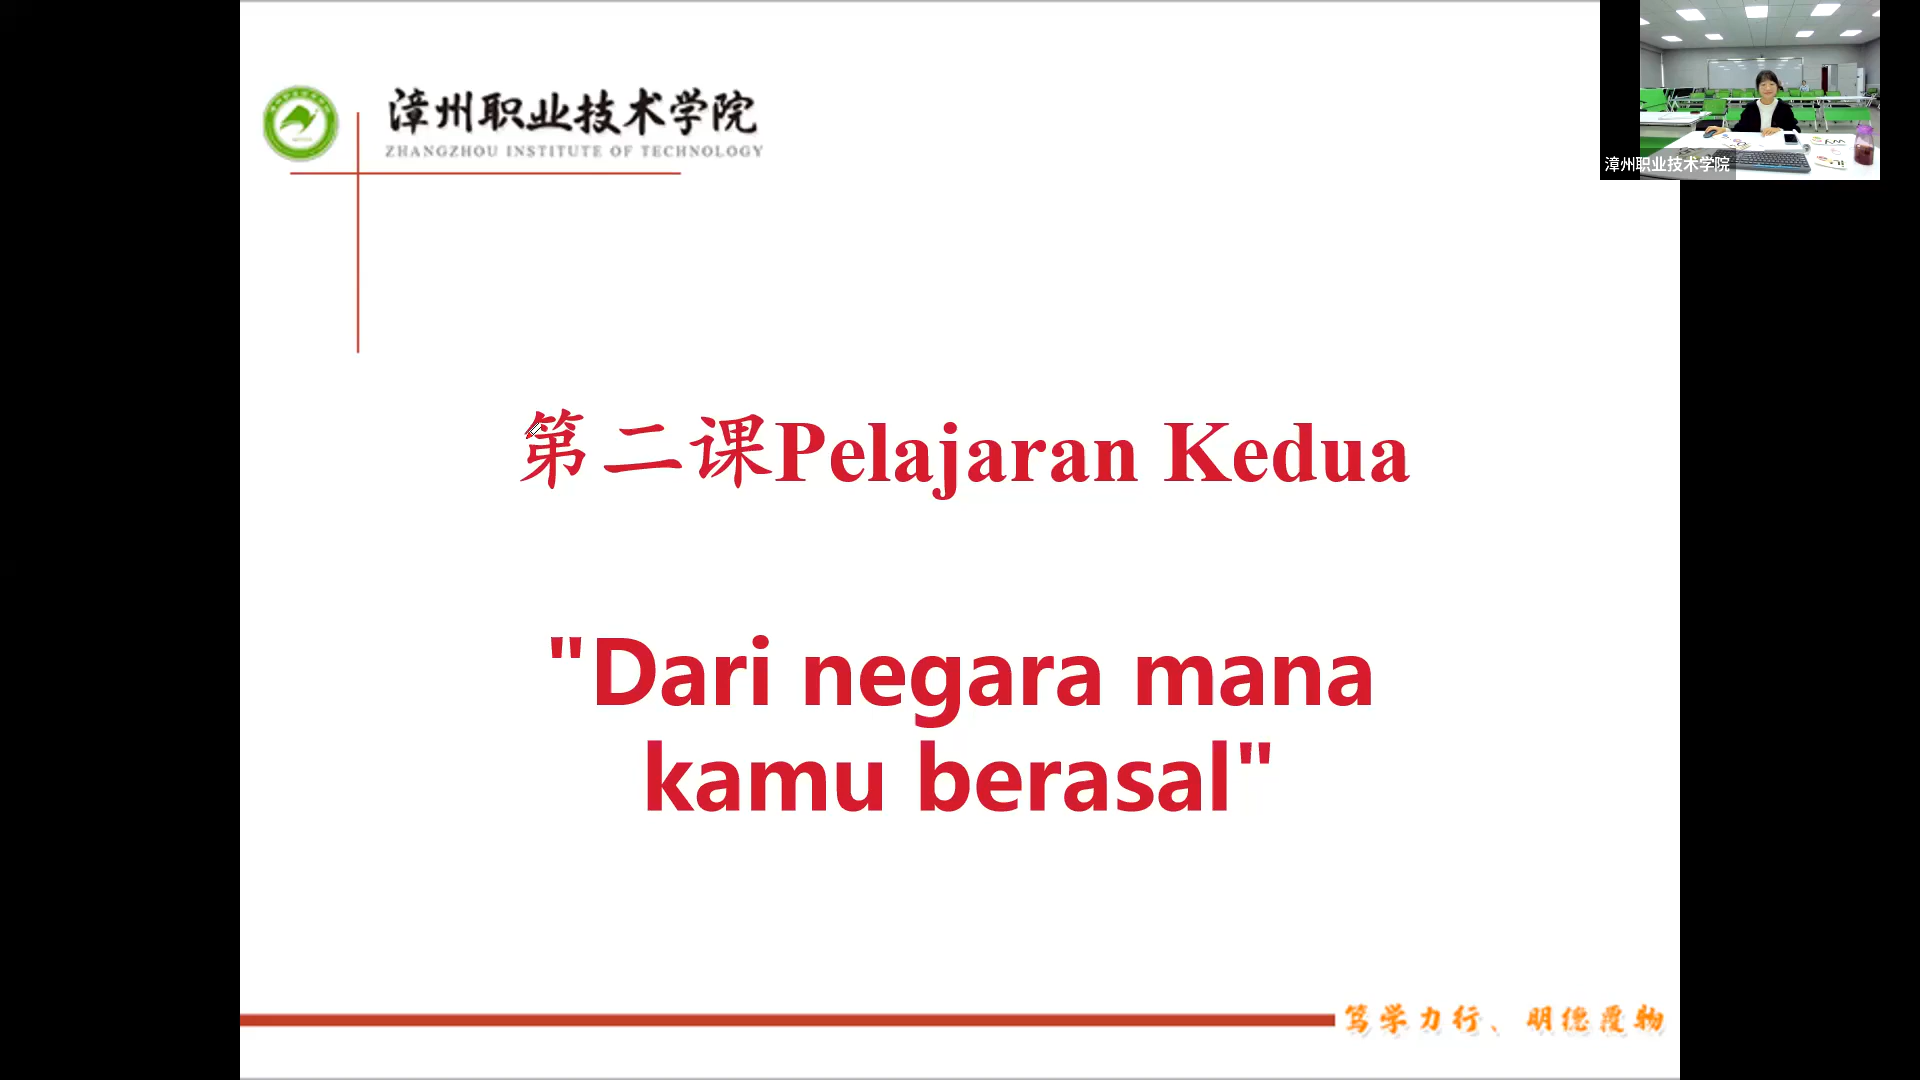 漳州职业技术学院
ZHANGZHOU INSTITUTE OF TECHNOLOGY
漳州职业技术学院
第二课Pelajaran Kedua
"Dari negara mana
kamu berasal"
笃学力行、明德覆物